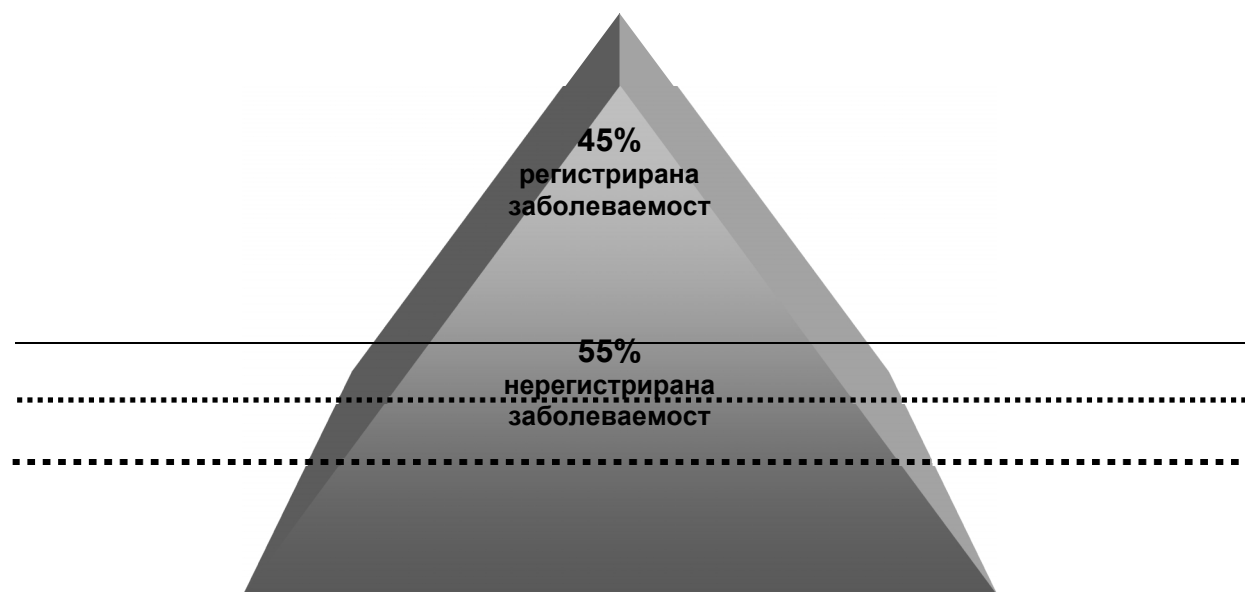 45%
регистрирана
заболеваемост
55%
нерегистрирана
заболеваемост